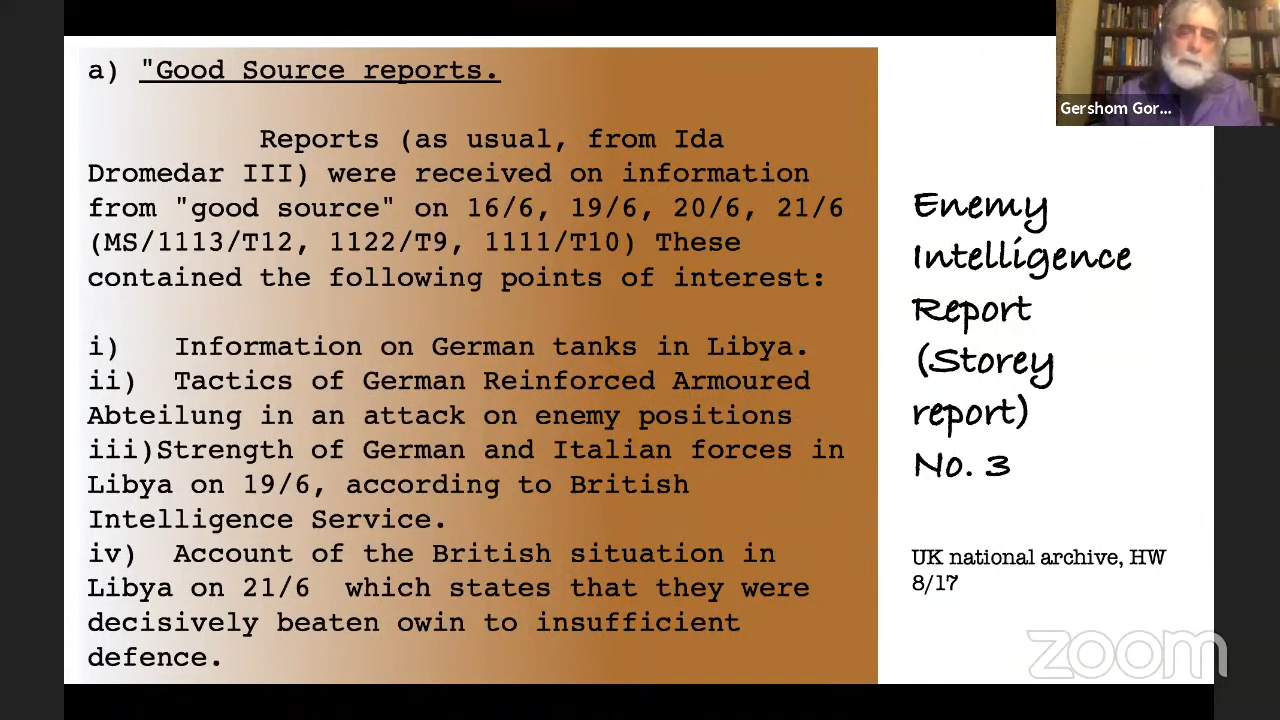 a) "Good Source reports.
Reports (as usual, from Ida
Dromedar III) were received on information
from "good source" on 16/6, 19/6, 20/6, 21/6
(MS/1113/T12, 1122/T9, 1111/T10) These
contained the following points of interest:
i) Information on German tanks in Libya.
ii) Tactics of German Reinforced Armoured
Abteilung in an attack on enemy positions
iii)Strength of German and Italian forces in
Libya on 19/6, according to British
Intelligence Service.
iv) Account of the British situation in
Libya on 21/6 which states that they were
decisively beaten owin to insufficient
defence.
Enemy
Intelligence
Report
(Storey
report)
No. 3
UK national archive, HW
8/17
Gershom Gor...
zoom